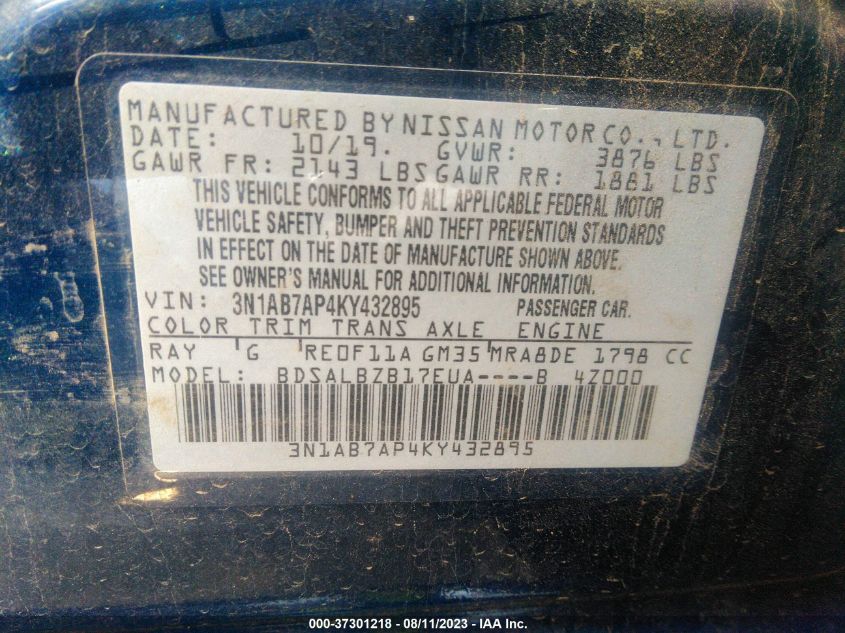 MANUFACTURED BY NISSAN MOTOR CO., LTD.
DATE: 10/19. GVWR: 3876 LBS
GAWR FR: 2143 LBS GAWR RR: 1881 LBS
THIS VEHICLE CONFORMS TO ALL APPLICABLE FEDERAL MOTOR
VEHICLE SAFETY, BUMPER AND THEFT PREVENTION STANDARDS
IN EFFECT ON THE DATE OF MANUFACTURE SHOWN ABOVE.
SEE OWNER'S MANUAL FOR ADDITIONAL INFORMATION.
VIN: 3N1AB7AP4KY432895 PASSENGER CAR.
COLOR TRIM TRANS AXLE ENGINE
RAY G RE0F11A GM35 MRA8DE 1798 CC
MODEL: BDSALBZB17EUA----B 4Z000
3N1AB7AP4KY432895
000-37301218 - 08/11/2023 - IAA Inc.